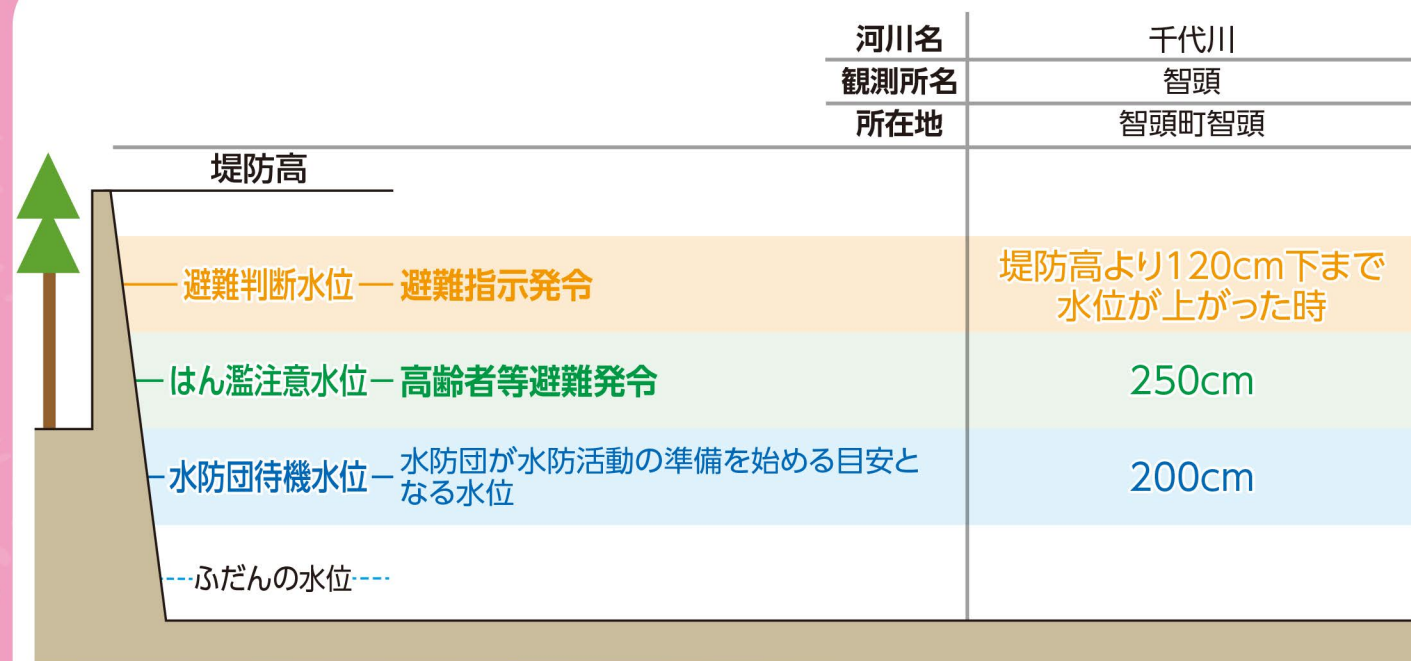 河川名 千代川
観測所名 智頭
所在地 智頭町智頭
堤防高
避難判断水位 避難指示発令 堤防高より120cm下まで
水位が上がった時
はん濫注意水位 高齢者等避難発令 250cm
水防団待機水位 水防団が水防活動の準備を始める目安と
なる水位 200cm
ふだんの水位